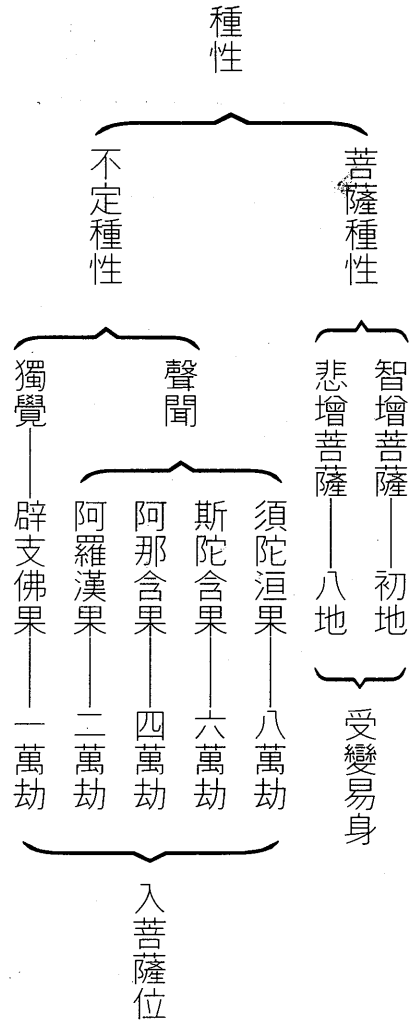 種性
菩薩種性
智增菩薩——初地
悲增菩薩——八地
受變易身
不定種性
聲聞
須陀洹果——八萬劫
斯陀含果——六萬劫
阿那含果——四萬劫
阿羅漢果——二萬劫
獨覺——辟支佛果——一萬劫
入菩薩位